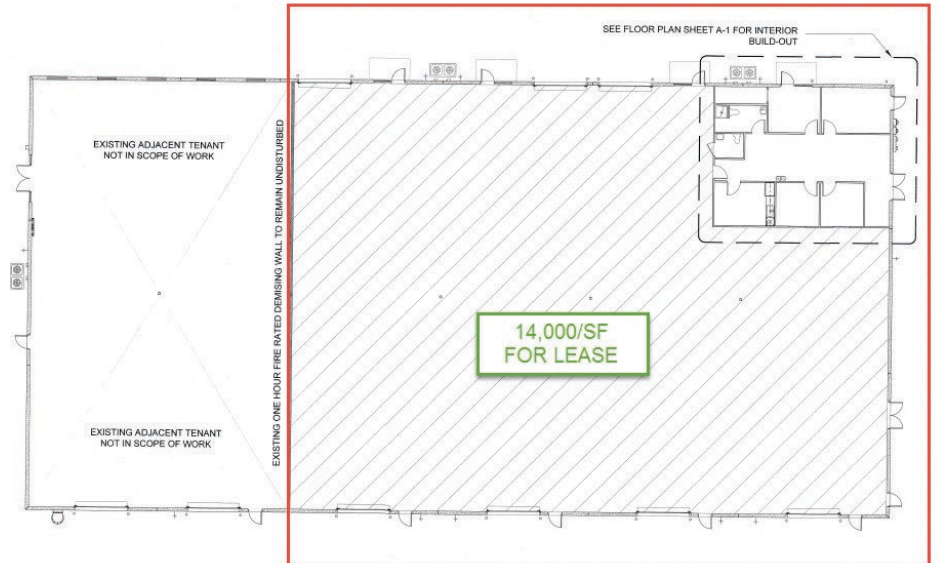 SEE FLOOR PLAN SHEET A-1 FOR INTERIOR
BUILD-OUT
EXISTING ADJACENT TENANT
NOT IN SCOPE OF WORK
EXISTING ONE HOUR FIRE RATED DEMISING WALL TO REMAIN UNDISTURBED
14,000/SF
FOR LEASE
EXISTING ADJACENT TENANT
NOT IN SCOPE OF WORK